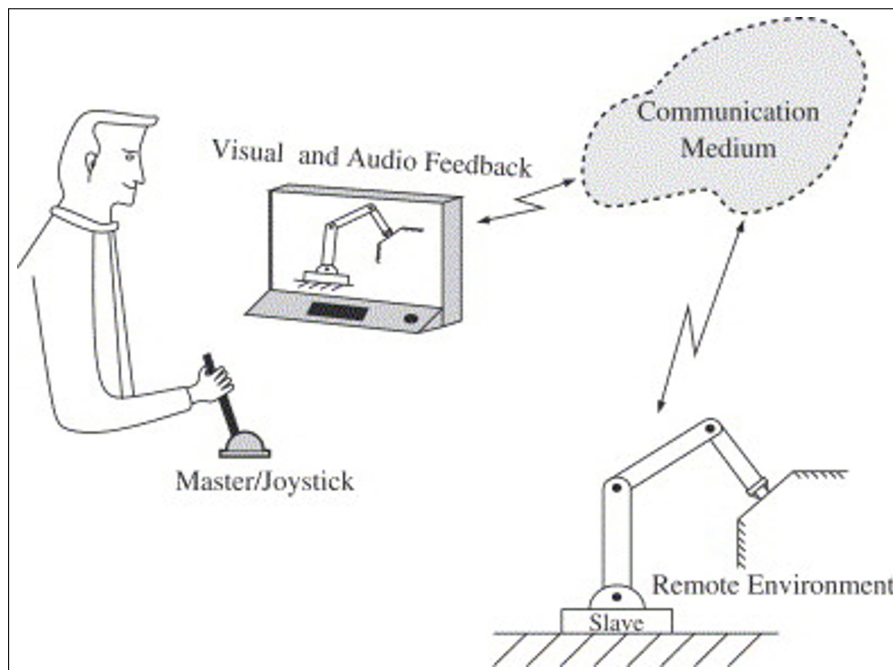 Communication
Medium
Visual and Audio Feedback
Master/Joystick
Remote Environment
Slave